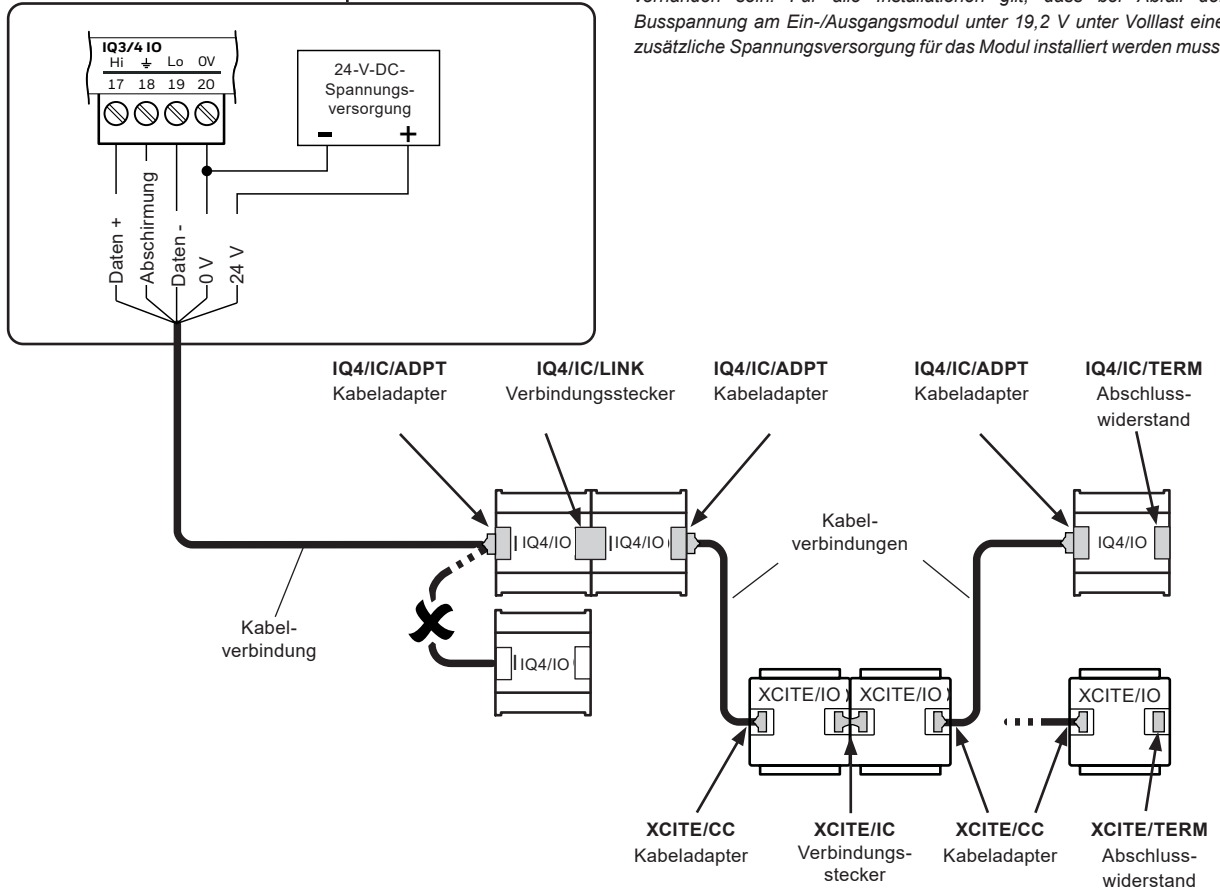 vorhanden sein. Für alle Installationen gilt, dass bei Abfall der
Busspannung am Ein-/Ausgangsmodul unter 19,2 V unter Volllast eine
zusätzliche Spannungsversorgung für das Modul installiert werden muss
IQ3/4 IO
Hi ⏚ Lo 0V
17 18 19 20
24-V-DC-
Spannungs-
versorgung
- +
Daten +
Abschirmung
Daten -
0 V
24 V
IQ4/IC/ADPT
Kabeladapter
IQ4/IC/LINK
Verbindungsstecker
IQ4/IC/ADPT
Kabeladapter
IQ4/IC/ADPT
Kabeladapter
IQ4/IC/TERM
Abschluss-
widerstand
IQ4/IO
IQ4/IO
Kabel-
verbindungen
IQ4/IO
Kabel-
verbindung
IQ4/IO
XCITE/IO
XCITE/IO
XCITE/IO
XCITE/CC
Kabeladapter
XCITE/IC
Verbindungs-
stecker
XCITE/CC
Kabeladapter
XCITE/TERM
Abschluss-
widerstand